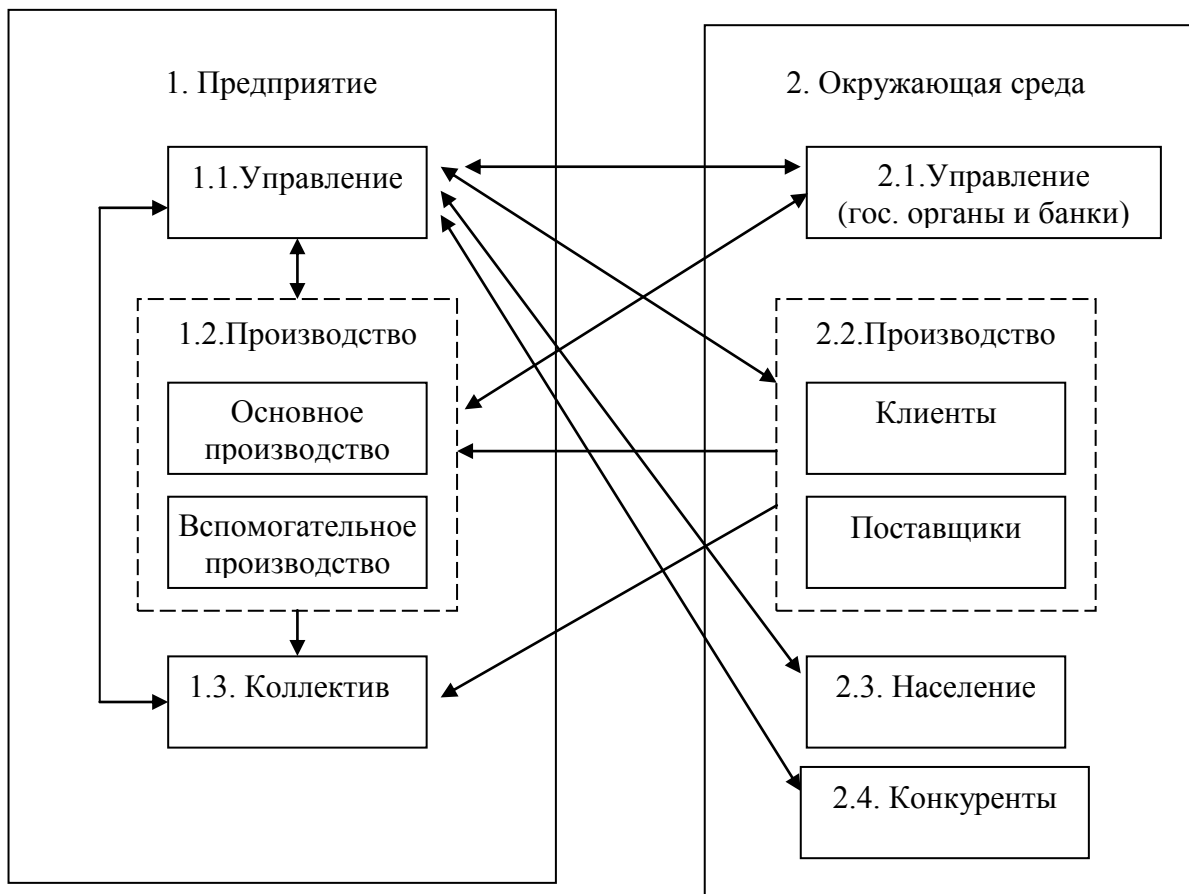 1. Предприятие
1.1.Управление
1.2.Производство
Основное
производство
Вспомогательное
производство
1.3. Коллектив
2. Окружающая среда
2.1.Управление
(гос. органы и банки)
2.2.Производство
Клиенты
Поставщики
2.3. Население
2.4. Конкуренты